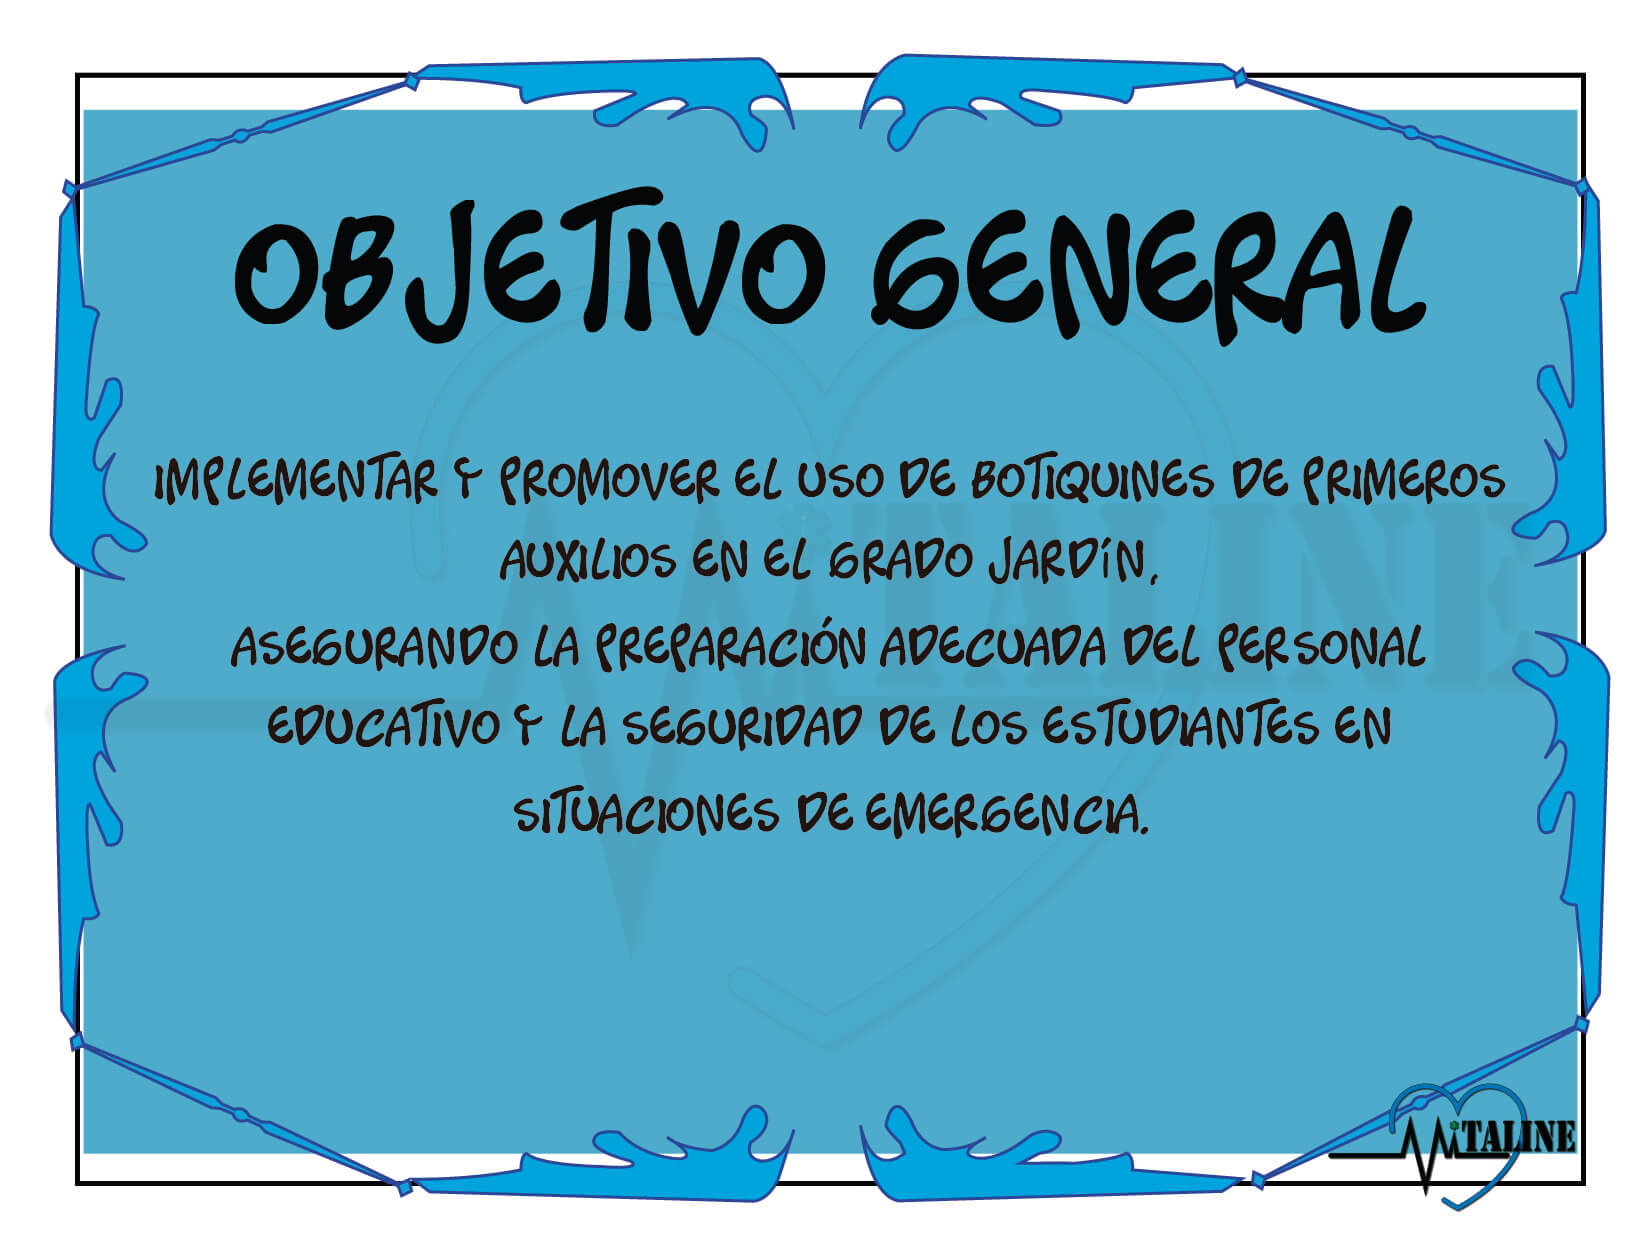 OBJETIVO GENERAL
IMPLEMENTAR Y PROMOVER EL USO DE BOTIQUINES DE PRIMEROS
AUXILIOS EN EL GRADO JARDÍN,
ASEGURANDO LA PREPARACIÓN ADECUADA DEL PERSONAL
EDUCATIVO Y LA SEGURIDAD DE LOS ESTUDIANTES EN
SITUACIONES DE EMERGENCIA.
ViTALINE